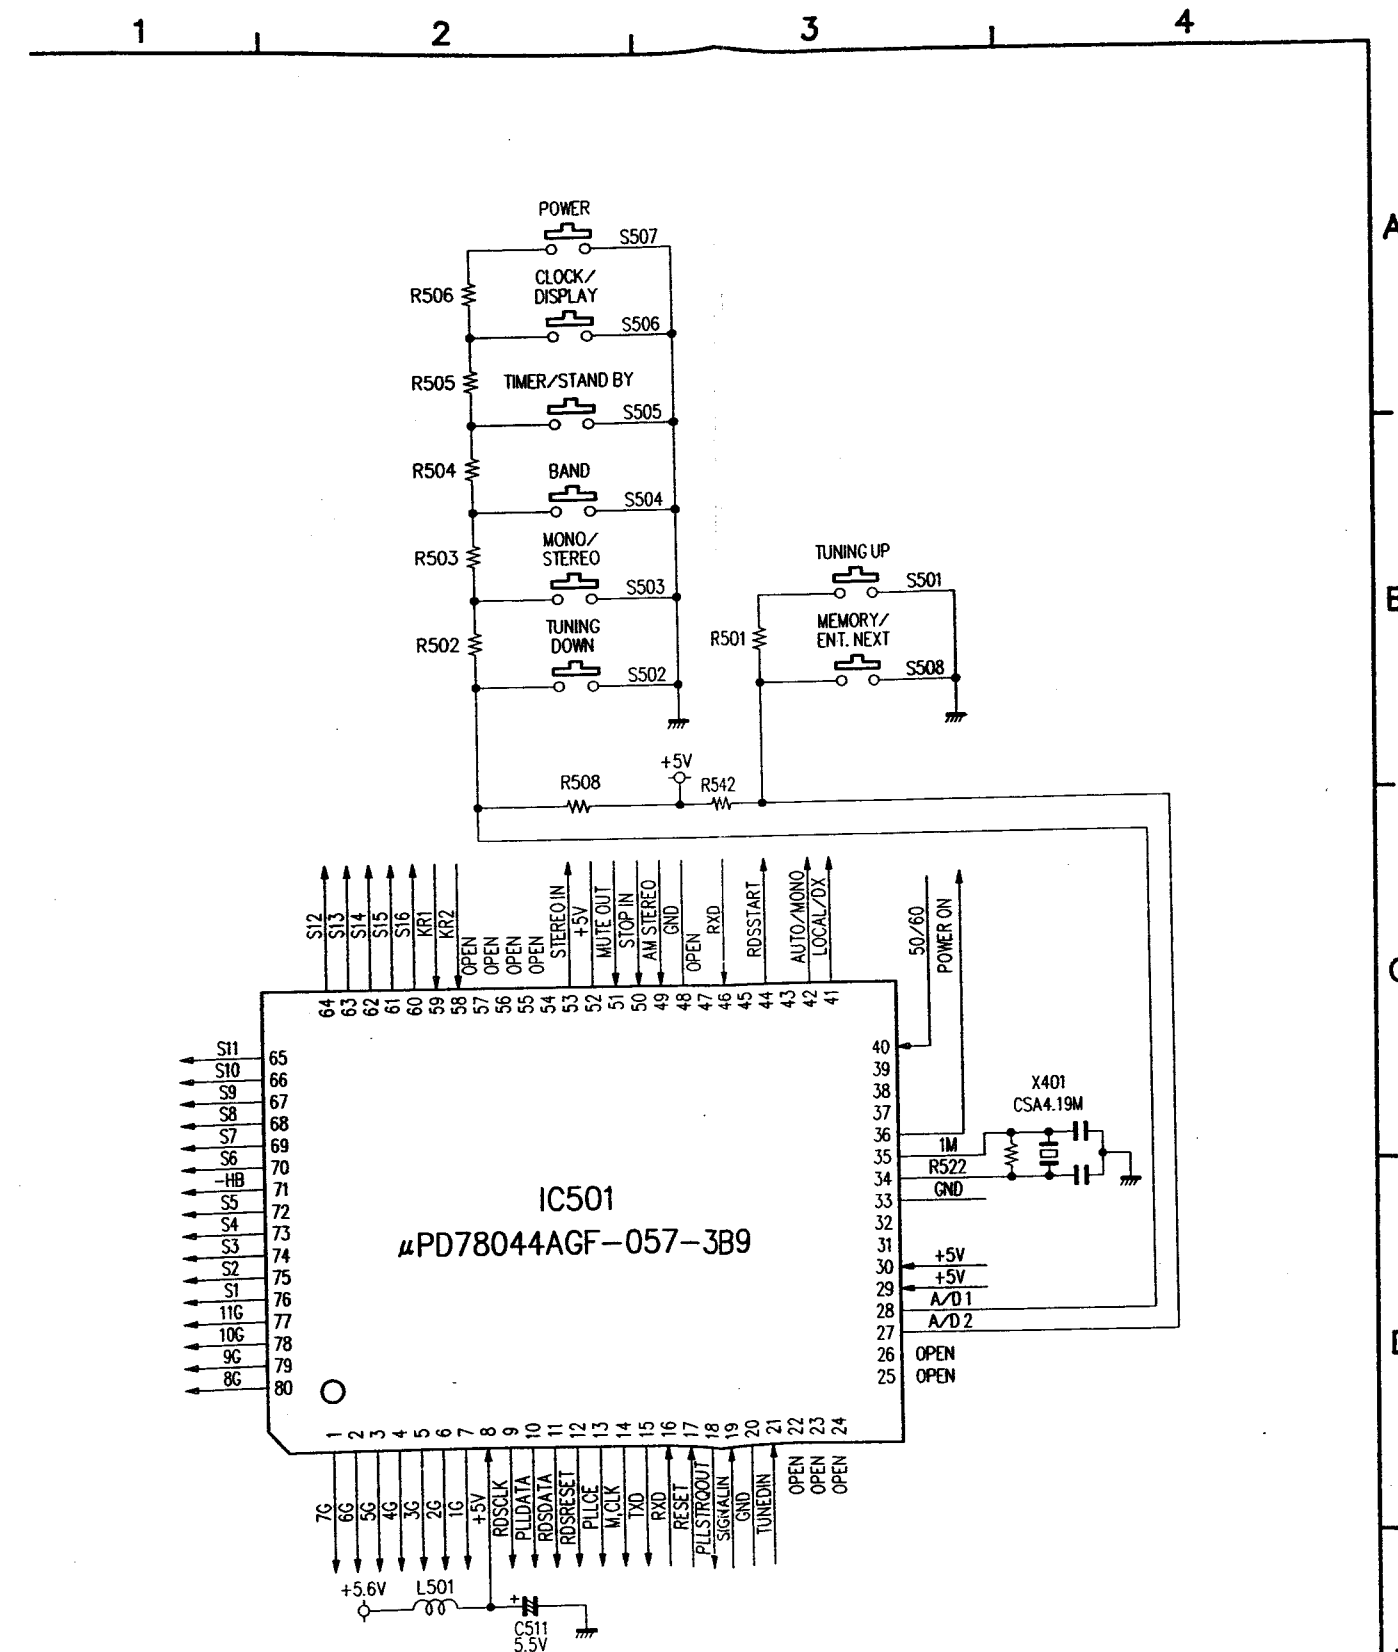 1 2 3 4
A
POWER
S507
R506
CLOCK/
DISPLAY
S506
R505
TIMER/STAND BY
S505
R504
BAND
S504
R503
MONO/
STEREO
S503
R502
TUNING
DOWN
S502
TUNING UP
S501
R501
MEMORY/
ENT. NEXT
S508
B
R508
+5V
R542
S12
S13
S14
S15
S16
KR1
KR2
OPEN
OPEN
OPEN
OPEN
STEREO IN
+5V
MUTE OUT
STOP IN
AM STEREO
GND
OPEN
RXD
RDSSTART
AUTO/MONO
LOCAL/DX
50/60
POWER ON
C
64 63 62 61 60 59 58 57 56 55 54 53 52 51 50 49 48 47 46 45 44 43 42 41
S11 65
S10 66
S9 67
S8 68
S7 69
S6 70
-HB 71
S5 72
S4 73
S3 74
S2 75
S1 76
11G 77
10G 78
9G 79
8G 80
IC501
μPD78044AGF-057-3B9
40
39
38
37
36
35 1M
34 R522
33 GND
32
31
30 +5V
29 +5V
28 A/D 1
27 A/D 2
26 OPEN
25 OPEN
X401
CSA4.19M
1 2 3 4 5 6 7 8 9 10 11 12 13 14 15 16 17 18 19 20 21 22 23 24
7G
6G
5G
4G
3G
2G
1G
+5V
RDSCLK
PLLDATA
RDSDATA
RDSRESET
PLLCE
M.CLK
TXD
RXD
RESET
PLLSTRQOUT
SIGNALIN
GND
TUNEDIN
OPEN
OPEN
OPEN
+5.6V
L501
+
C511
5.5V